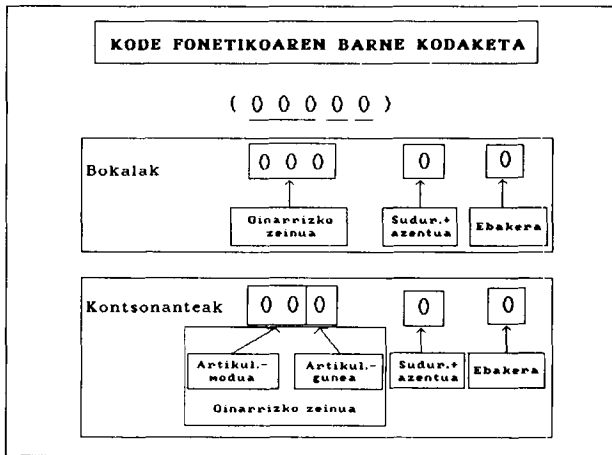 KODE FONETIKOAREN BARNE KODAKETA
( 0 0 0 0 0 )
Bokalak 0 0 0 0 0
Oinarrizko zeinua Sudur.+ azentua Ebakera
Kontsonanteak 0 0 0 0 0
Artikul.- modua Artikul.- gunea Sudur.+ azentua Ebakera
Oinarrizko zeinua